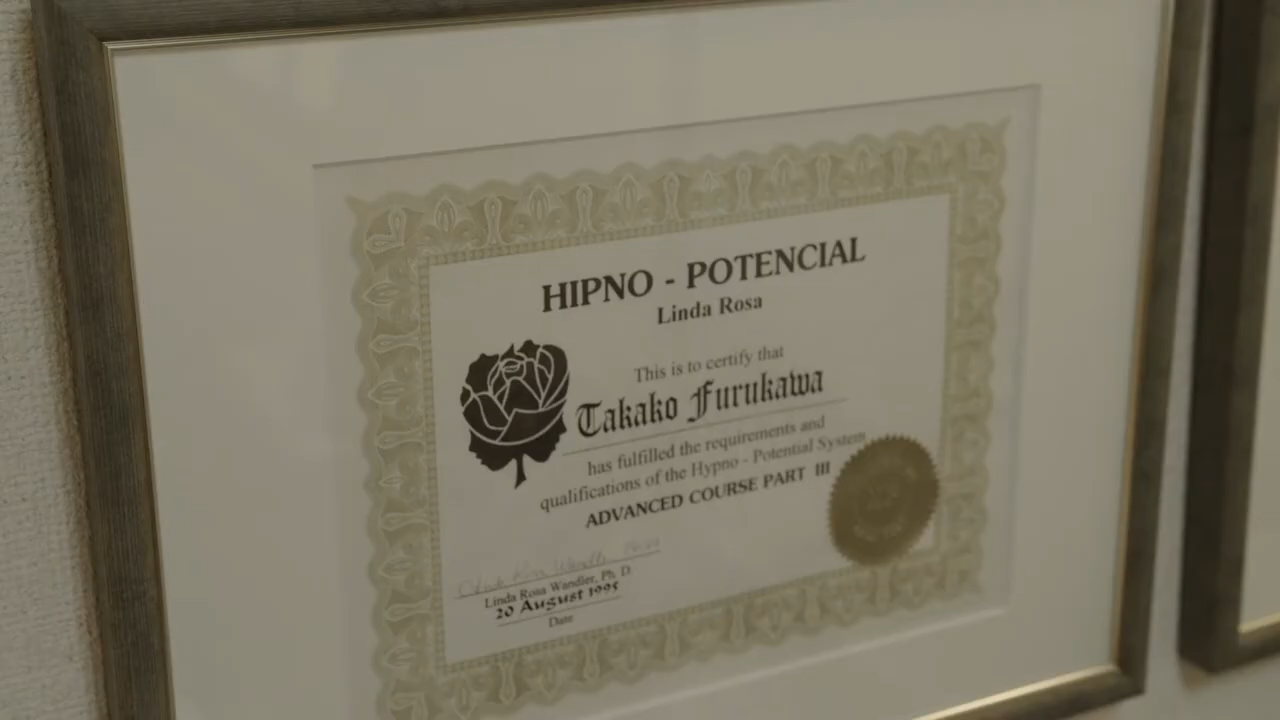 HIPNO - POTENCIAL
Linda Rosa
This is to certify that
Takako Furukawa
has fulfilled the requirements and
qualifications of the Hypno - Potential System
ADVANCED COURSE PART III
Linda Rosa Wandler, Ph. D.
20 August 1995
Date